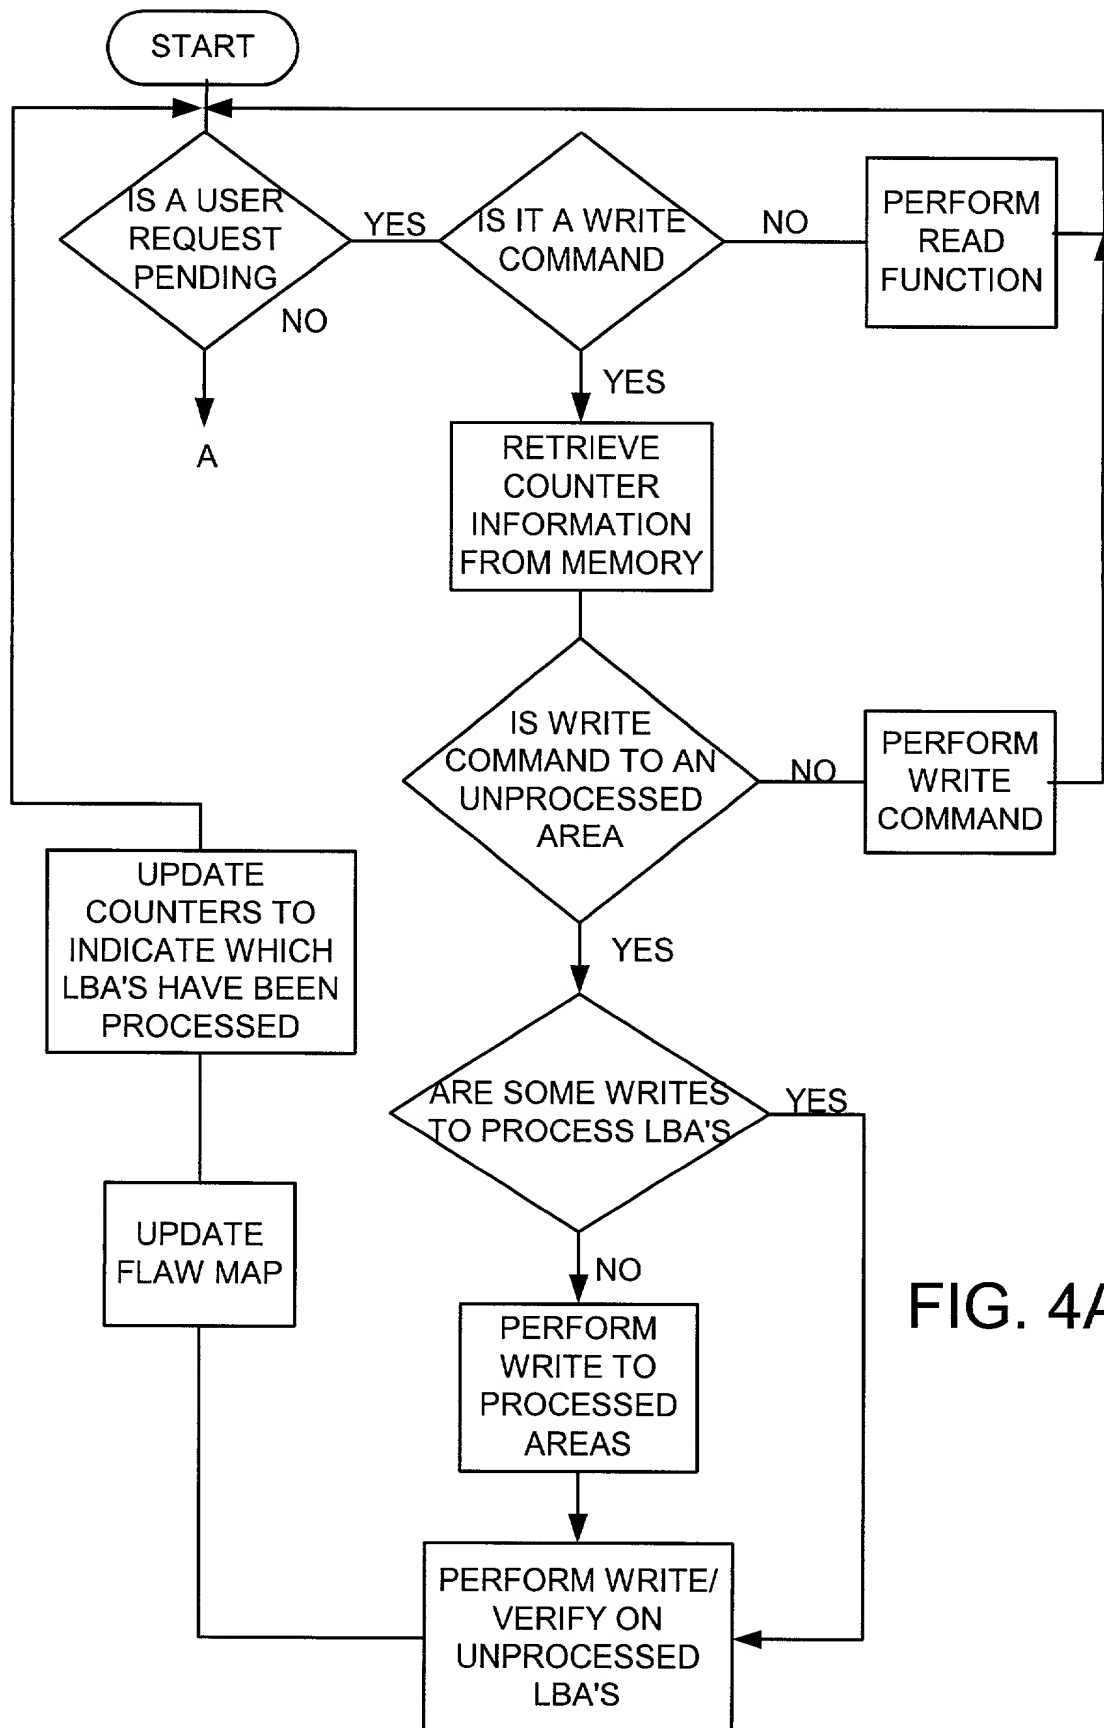 START
IS A USER
REQUEST
PENDING
YES
NO
A
IS IT A WRITE
COMMAND
NO
PERFORM
READ
FUNCTION
YES
RETRIEVE
COUNTER
INFORMATION
FROM MEMORY
IS WRITE
COMMAND TO AN
UNPROCESSED
AREA
NO
PERFORM
WRITE
COMMAND
YES
ARE SOME WRITES
TO PROCESS LBA'S
YES
NO
PERFORM
WRITE TO
PROCESSED
AREAS
PERFORM WRITE/
VERIFY ON
UNPROCESSED
LBA'S
UPDATE
FLAW MAP
UPDATE
COUNTERS TO
INDICATE WHICH
LBA'S HAVE BEEN
PROCESSED
FIG. 4A